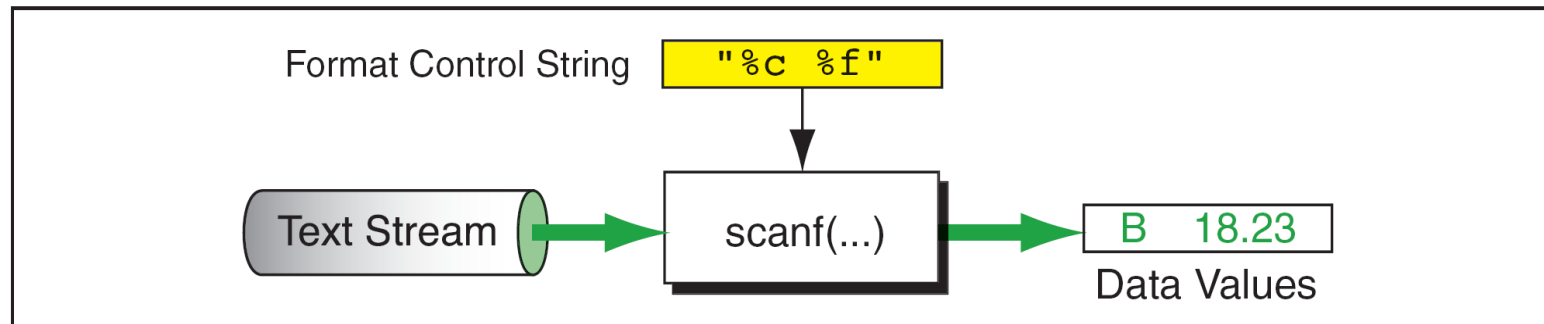 Format Control String "%c %f"
Text Stream scanf(...) B 18.23
Data Values